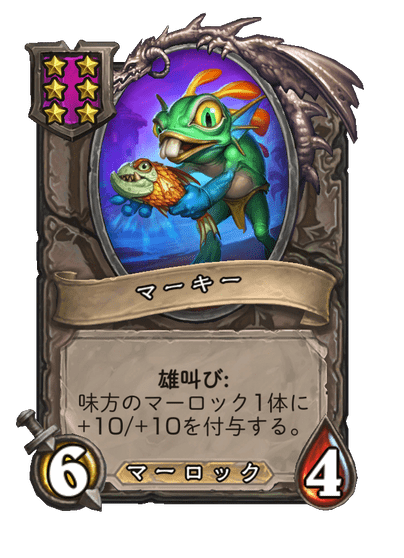 マーキー
雄叫び:
味方のマーロック1体に
+10/+10を付与する。
6
マーロック
4